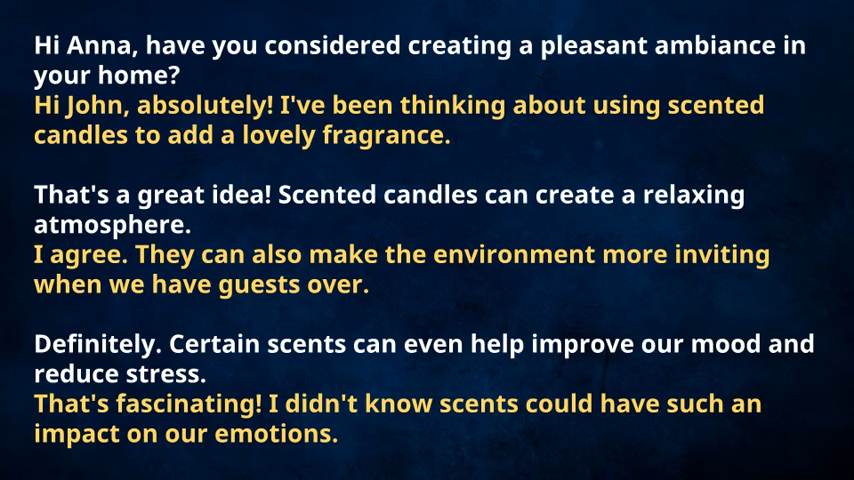 Hi Anna, have you considered creating a pleasant ambiance in
your home?
Hi John, absolutely! I've been thinking about using scented
candles to add a lovely fragrance.
That's a great idea! Scented candles can create a relaxing
atmosphere.
I agree. They can also make the environment more inviting
when we have guests over.
Definitely. Certain scents can even help improve our mood and
reduce stress.
That's fascinating! I didn't know scents could have such an
impact on our emotions.